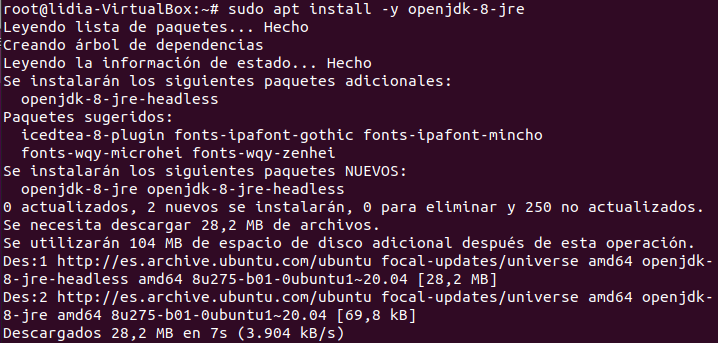 root@lidia-VirtualBox:~# sudo apt install -y openjdk-8-jre
Leyendo lista de paquetes... Hecho
Creando árbol de dependencias
Leyendo la información de estado... Hecho
Se instalarán los siguientes paquetes adicionales:
  openjdk-8-jre-headless
Paquetes sugeridos:
  icedtea-8-plugin fonts-ipafont-gothic fonts-ipafont-mincho
  fonts-wqy-microhei fonts-wqy-zenhei
Se instalarán los siguientes paquetes NUEVOS:
  openjdk-8-jre openjdk-8-jre-headless
0 actualizados, 2 nuevos se instalarán, 0 para eliminar y 250 no actualizados.
Se necesita descargar 28,2 MB de archivos.
Se utilizarán 104 MB de espacio de disco adicional después de esta operación.
Des:1 http://es.archive.ubuntu.com/ubuntu focal-updates/universe amd64 openjdk-
8-jre-headless amd64 8u275-b01-0ubuntu1~20.04 [28,2 MB]
Des:2 http://es.archive.ubuntu.com/ubuntu focal-updates/universe amd64 openjdk-
8-jre amd64 8u275-b01-0ubuntu1~20.04 [69,8 kB]
Descargados 28,2 MB en 7s (3.904 kB/s)